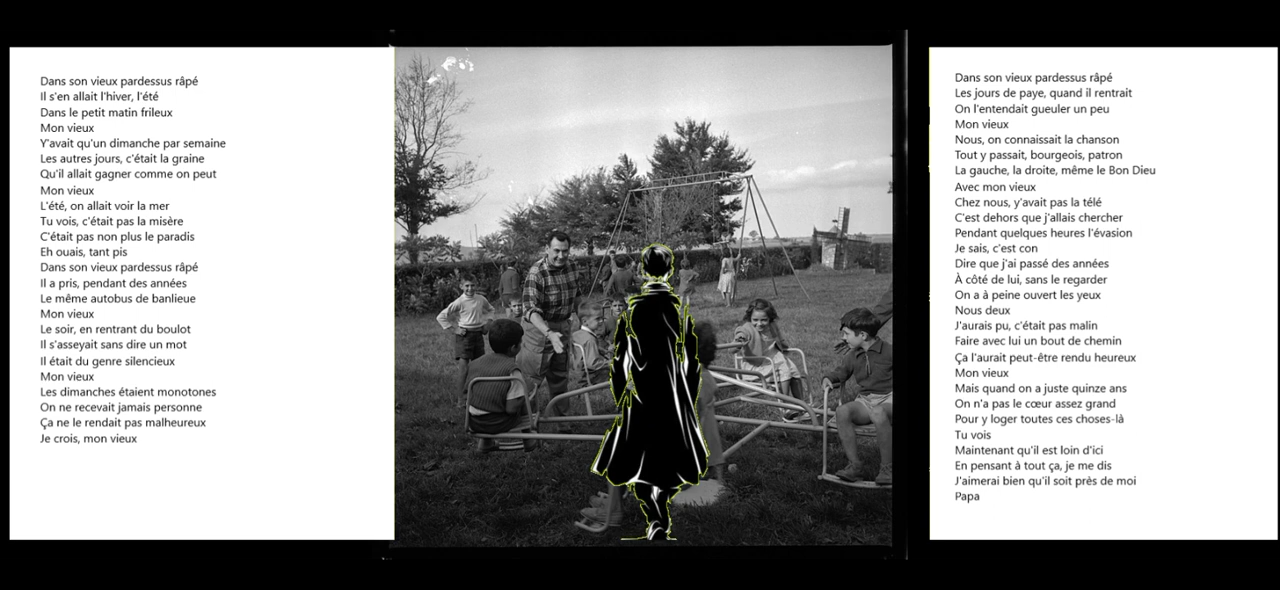 Dans son vieux pardessus râpé
Il s'en allait l'hiver, l'été
Dans le petit matin frileux
Mon vieux
Y'avait qu'un dimanche par semaine
Les autres jours, c'était la graine
Qu'il allait gagner comme on peut
Mon vieux
L'été, on allait voir la mer
Tu vois, c'était pas la misère
C'était pas non plus le paradis
Eh ouais, tant pis
Dans son vieux pardessus râpé
Il a pris, pendant des années
Le même autobus de banlieue
Mon vieux
Le soir, en rentrant du boulot
Il s'asseyait sans dire un mot
Il était du genre silencieux
Mon vieux
Les dimanches étaient monotones
On ne recevait jamais personne
Ça ne le rendait pas malheureux
Je crois, mon vieux
Dans son vieux pardessus râpé
Les jours de paye, quand il rentrait
On l'entendait gueuler un peu
Mon vieux
Nous, on connaissait la chanson
Tout y passait, bourgeois, patron
La gauche, la droite, même le Bon Dieu
Avec mon vieux
Chez nous, y'avait pas la télé
C'est dehors que j'allais chercher
Pendant quelques heures l'évasion
Je sais, c'est con
Dire que j'ai passé des années
À côté de lui, sans le regarder
On a à peine ouvert les yeux
Nous deux
J'aurais pu, c'était pas malin
Faire avec lui un bout de chemin
Ça l'aurait peut-être rendu heureux
Mon vieux
Mais quand on a juste quinze ans
On n'a pas le cœur assez grand
Pour y loger toutes ces choses-là
Tu vois
Maintenant qu'il est loin d'ici
En pensant à tout ça, je me dis
J'aimerai bien qu'il soit près de moi
Papa